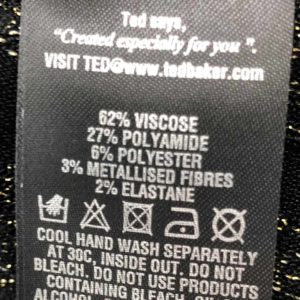 Ted says,
"Created especially for you ".
VISIT TED@www.tedbaker.com
62% VISCOSE
27% POLYAMIDE
6% POLYESTER
3% METALLISED FIBRES
2% ELASTANE
COOL HAND WASH SEPARATELY
AT 30C, INSIDE OUT. DO NOT
BLEACH. DO NOT USE PRODUCTS
CONTAINING BLEACH, OR
ALCOHOL